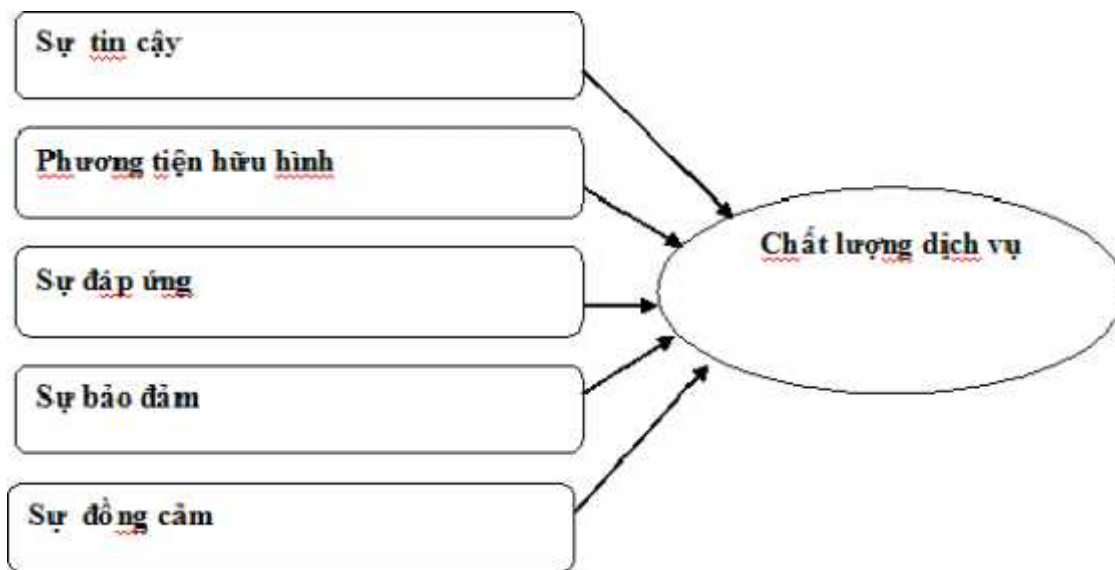 Sự tin cậy
Phương tiện hữu hình
Sự đáp ứng
Sự bảo đảm
Sự đồng cảm
Chất lượng dịch vụ